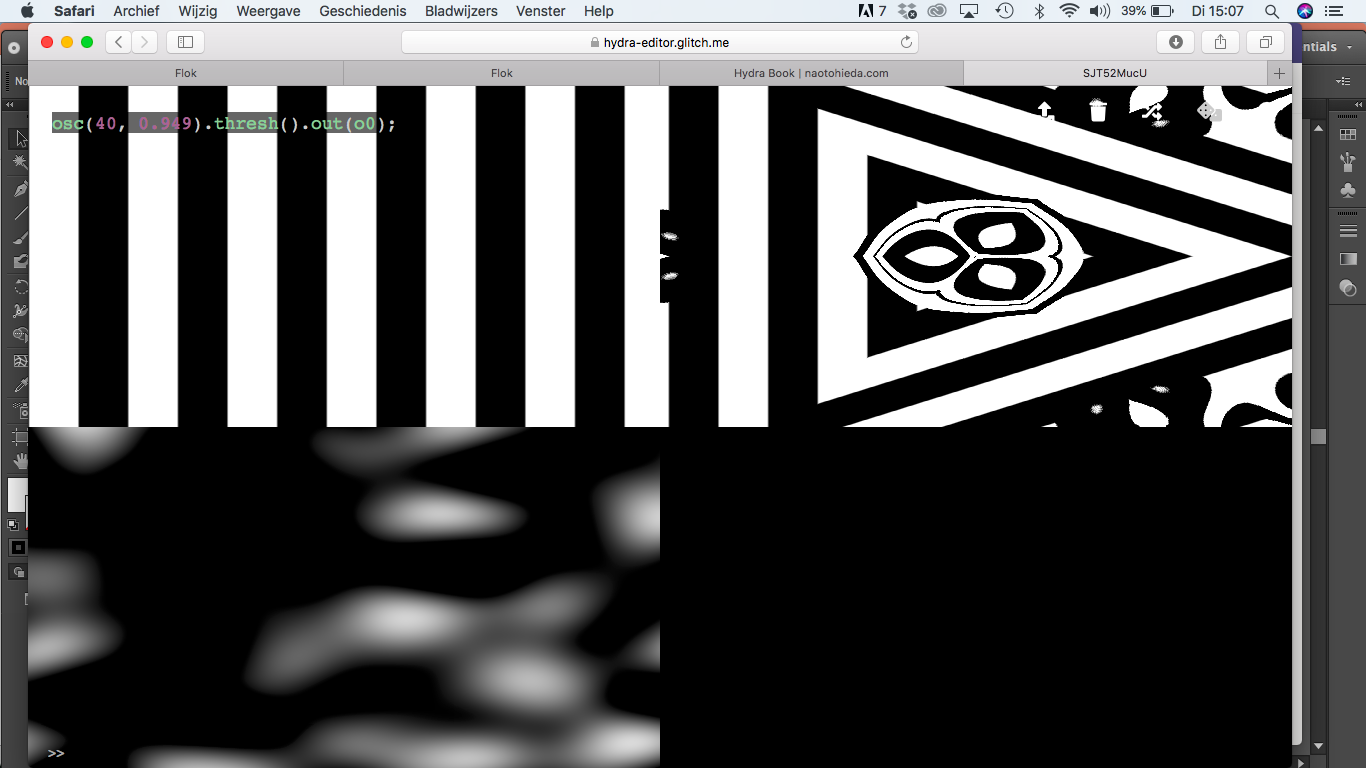 Safari Archief Wijzig Weergave Geschiedenis Bladwijzers Venster Help 7 39% Di 15:07
hydra-editor.glitch.me
ntials
Flok Flok Hydra Book | naotohieda.com SJT52MucU
No
osc(40, 0.949).thresh().out(o0);
>>